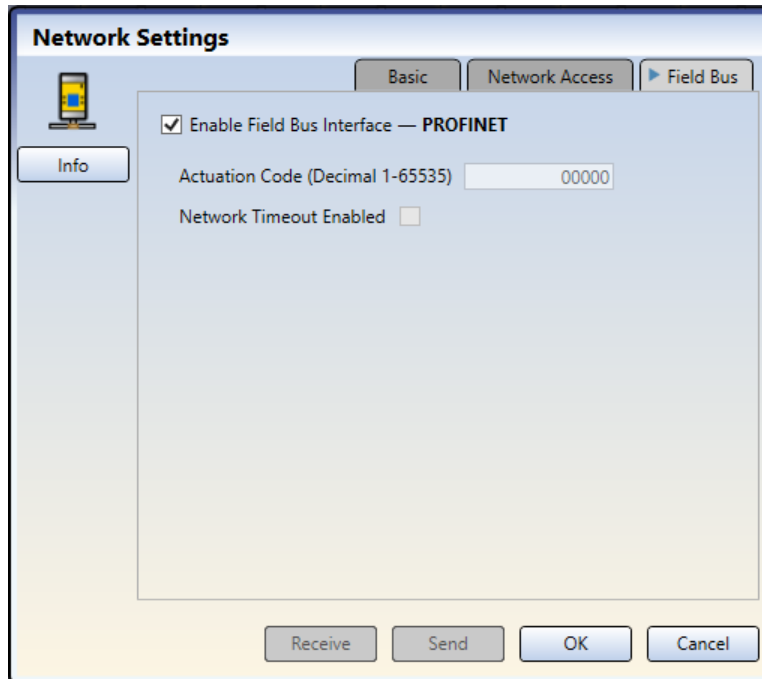 Network Settings
Basic
Network Access
Field Bus
Info
Enable Field Bus Interface — PROFINET
Actuation Code (Decimal 1-65535) 00000
Network Timeout Enabled
Receive
Send
OK
Cancel